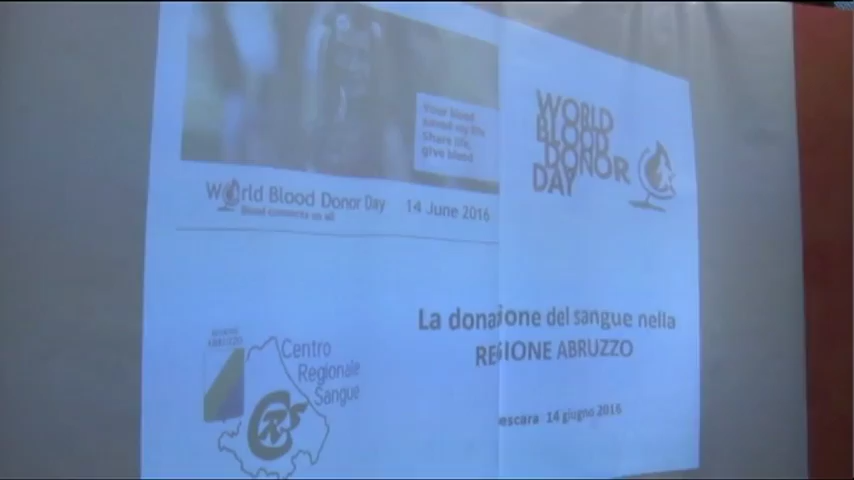 Your blood
saved my life
Share life,
give blood
WORLD
BLOOD
DONOR
DAY
World Blood Donor Day 14 June 2016
Blood connects us all
La donazione del sangue nella
REGIONE ABRUZZO
REGIONE
ABRUZZO
Centro
Regionale
Sangue
CRS
escara 14 giugno 2016